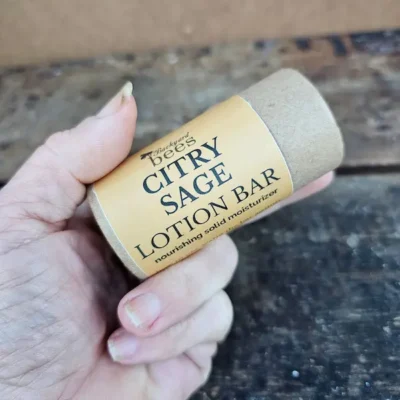 Backyard
bees
CITRY
SAGE
LOTION BAR
nourishing solid moisturizer